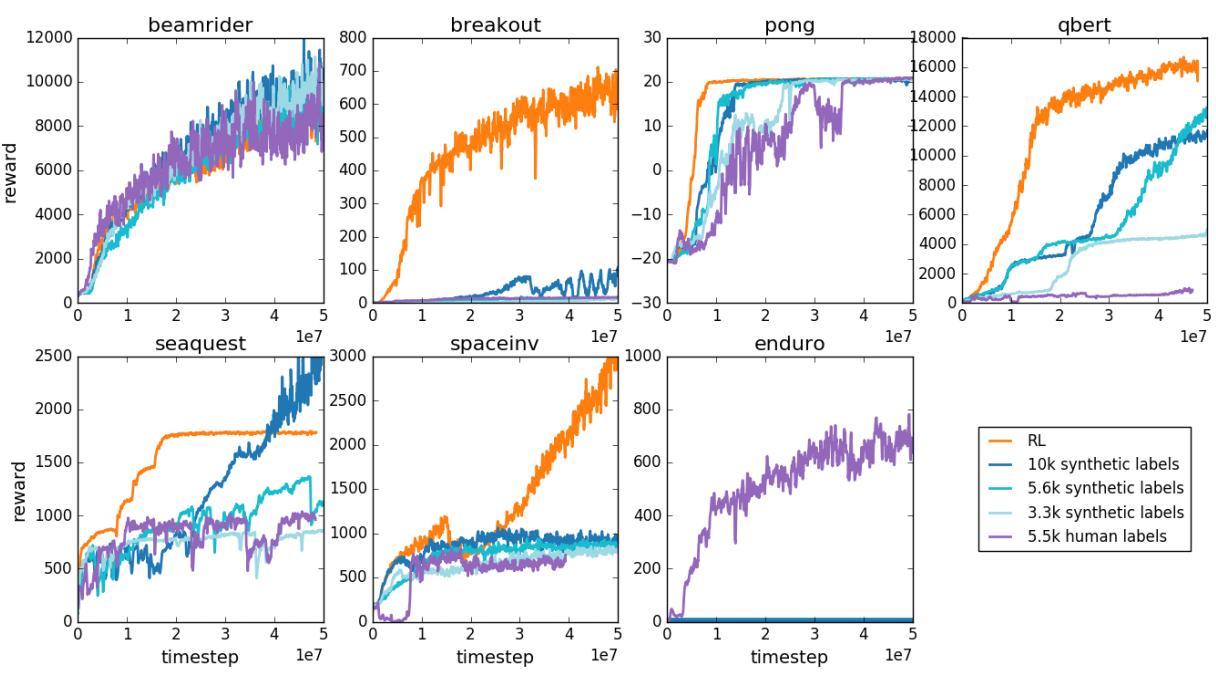 beamrider
breakout
pong
qbert
12000
10000
8000
6000
4000
2000
0
reward
0 1 2 3 4 5
1e7
800
700
600
500
400
300
200
100
0
0 1 2 3 4 5
1e7
30
20
10
0
−10
−20
−30
0 1 2 3 4 5
1e7
18000
16000
14000
12000
10000
8000
6000
4000
2000
0
0 1 2 3 4 5
1e7
seaquest
spaceinv
enduro
2500
2000
1500
1000
500
0
reward
0 1 2 3 4 5
timestep
1e7
3000
2500
2000
1500
1000
500
0
0 1 2 3 4 5
timestep
1e7
1000
800
600
400
200
0
0 1 2 3 4 5
timestep
1e7
RL
10k synthetic labels
5.6k synthetic labels
3.3k synthetic labels
5.5k human labels